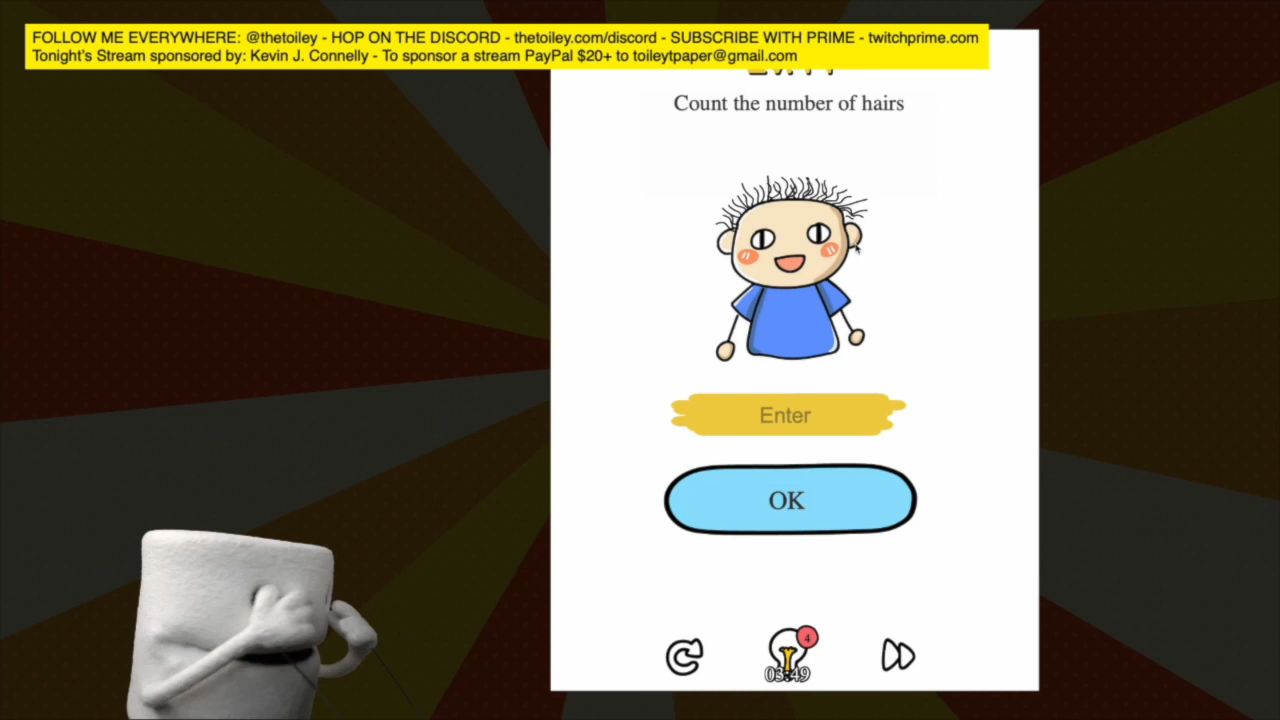 FOLLOW ME EVERYWHERE: @thetoiley - HOP ON THE DISCORD - thetoiley.com/discord - SUBSCRIBE WITH PRIME - twitchprime.com
Tonight's Stream sponsored by: Kevin J. Connelly - To sponsor a stream PayPal $20+ to toileytpaper@gmail.com
Count the number of hairs
Enter
OK
4
03:49